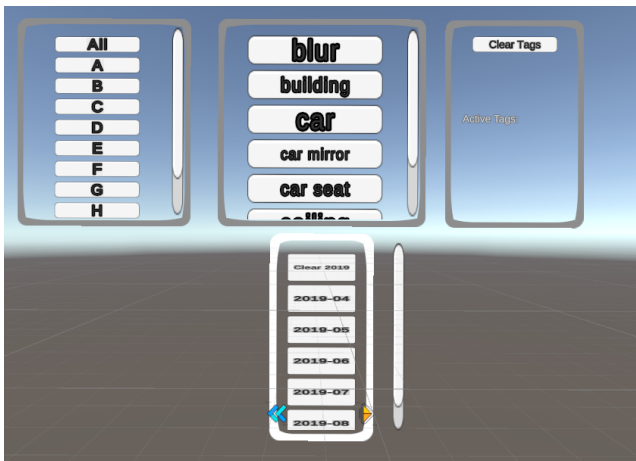 All
A
B
C
D
E
F
G
H
blur
building
car
car mirror
car seat
ceiling
Clear Tags
Active Tags:
Clear 2019
2019-04
2019-05
2019-06
2019-07
2019-08